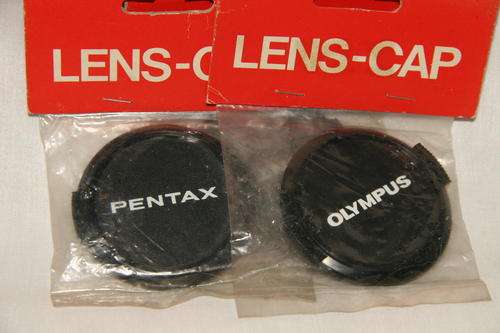 LENS-C
LENS-CAP
PENTAX
OLYMPUS